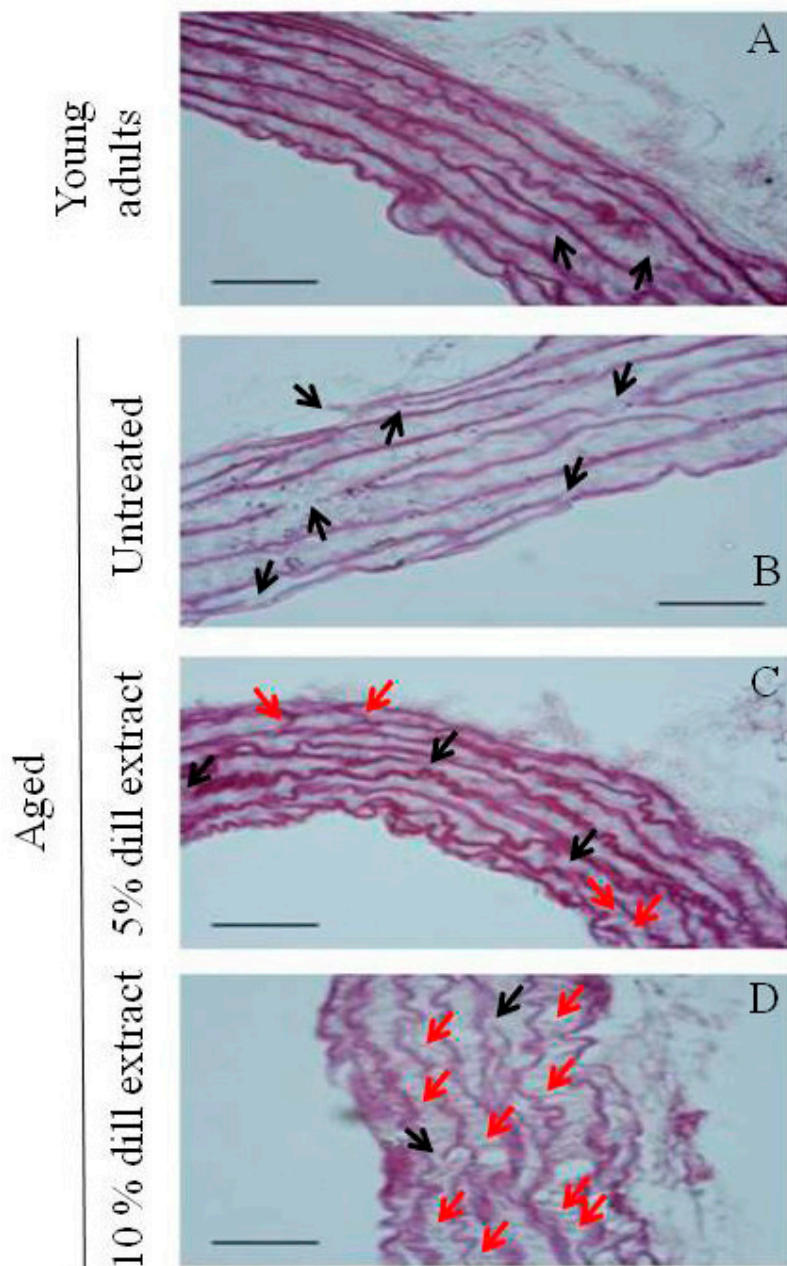 Young
adults
A
Aged
Untreated
B
5% dill extract
C
10 % dill extract
D